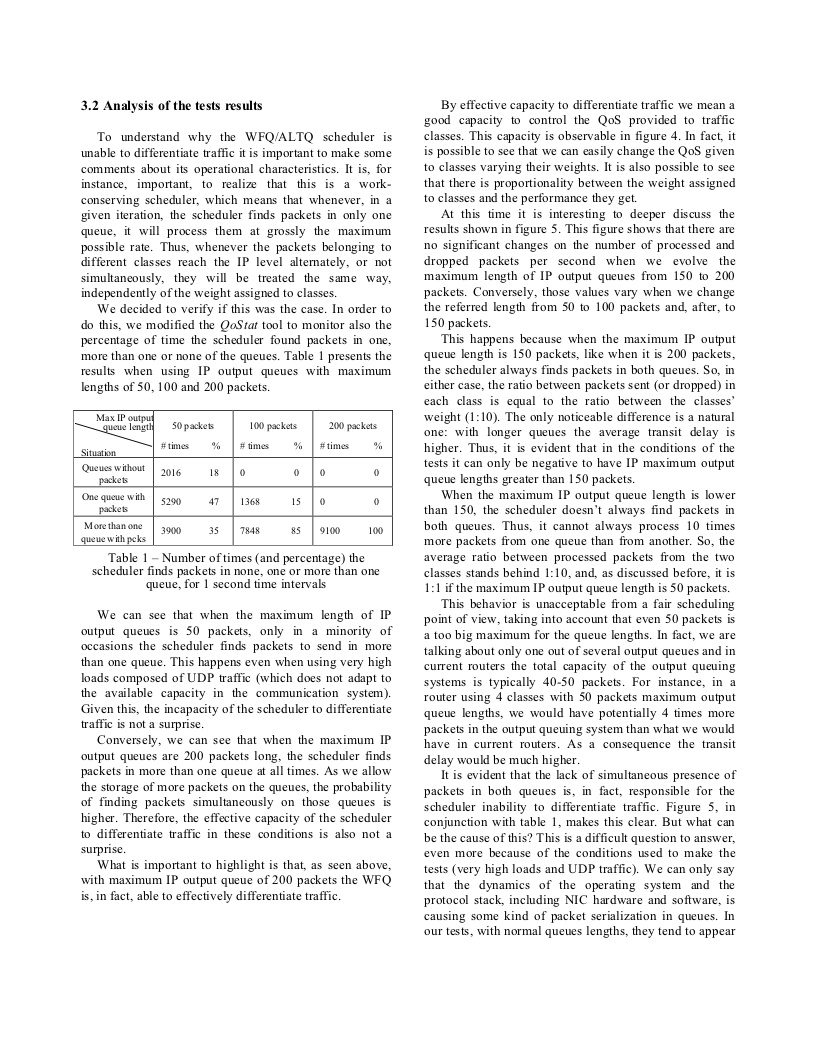 3.2 Analysis of the tests results
To understand why the WFQ/ALTQ scheduler is
unable to differentiate traffic it is important to make some
comments about its operational characteristics. It is, for
instance, important, to realize that this is a work-
conserving scheduler, which means that whenever, in a
given iteration, the scheduler finds packets in only one
queue, it will process them at grossly the maximum
possible rate. Thus, whenever the packets belonging to
different classes reach the IP level alternately, or not
simultaneously, they will be treated the same way,
independently of the weight assigned to classes.
We decided to verify if this was the case. In order to
do this, we modified the QoStat tool to monitor also the
percentage of time the scheduler found packets in one,
more than one or none of the queues. Table 1 presents the
results when using IP output queues with maximum
lengths of 50, 100 and 200 packets.
Max IP output
queue length
Situation
50 packets 100 packets 200 packets
# times % # times % # times %
Queues without
packets
2016 18 0 0 0 0
One queue with
packets
5290 47 1368 15 0 0
More than one
queue with pcks
3900 35 7848 85 9100 100
Table 1 – Number of times (and percentage) the
scheduler finds packets in none, one or more than one
queue, for 1 second time intervals
We can see that when the maximum length of IP
output queues is 50 packets, only in a minority of
occasions the scheduler finds packets to send in more
than one queue. This happens even when using very high
loads composed of UDP traffic (which does not adapt to
the available capacity in the communication system).
Given this, the incapacity of the scheduler to differentiate
traffic is not a surprise.
Conversely, we can see that when the maximum IP
output queues are 200 packets long, the scheduler finds
packets in more than one queue at all times. As we allow
the storage of more packets on the queues, the probability
of finding packets simultaneously on those queues is
higher. Therefore, the effective capacity of the scheduler
to differentiate traffic in these conditions is also not a
surprise.
What is important to highlight is that, as seen above,
with maximum IP output queue of 200 packets the WFQ
is, in fact, able to effectively differentiate traffic.
By effective capacity to differentiate traffic we mean a
good capacity to control the QoS provided to traffic
classes. This capacity is observable in figure 4. In fact, it
is possible to see that we can easily change the QoS given
to classes varying their weights. It is also possible to see
that there is proportionality between the weight assigned
to classes and the performance they get.
At this time it is interesting to deeper discuss the
results shown in figure 5. This figure shows that there are
no significant changes on the number of processed and
dropped packets per second when we evolve the
maximum length of IP output queues from 150 to 200
packets. Conversely, those values vary when we change
the referred length from 50 to 100 packets and, after, to
150 packets.
This happens because when the maximum IP output
queue length is 150 packets, like when it is 200 packets,
the scheduler always finds packets in both queues. So, in
either case, the ratio between packets sent (or dropped) in
each class is equal to the ratio between the classes’
weight (1:10). The only noticeable difference is a natural
one: with longer queues the average transit delay is
higher. Thus, it is evident that in the conditions of the
tests it can only be negative to have IP maximum output
queue lengths greater than 150 packets.
When the maximum IP output queue length is lower
than 150, the scheduler doesn’t always find packets in
both queues. Thus, it cannot always process 10 times
more packets from one queue than from another. So, the
average ratio between processed packets from the two
classes stands behind 1:10, and, as discussed before, it is
1:1 if the maximum IP output queue length is 50 packets.
This behavior is unacceptable from a fair scheduling
point of view, taking into account that even 50 packets is
a too big maximum for the queue lengths. In fact, we are
talking about only one out of several output queues and in
current routers the total capacity of the output queuing
systems is typically 40-50 packets. For instance, in a
router using 4 classes with 50 packets maximum output
queue lengths, we would have potentially 4 times more
packets in the output queuing system than what we would
have in current routers. As a consequence the transit
delay would be much higher.
It is evident that the lack of simultaneous presence of
packets in both queues is, in fact, responsible for the
scheduler inability to differentiate traffic. Figure 5, in
conjunction with table 1, makes this clear. But what can
be the cause of this? This is a difficult question to answer,
even more because of the conditions used to make the
tests (very high loads and UDP traffic). We can only say
that the dynamics of the operating system and the
protocol stack, including NIC hardware and software, is
causing some kind of packet serialization in queues. In
our tests, with normal queues lengths, they tend to appear